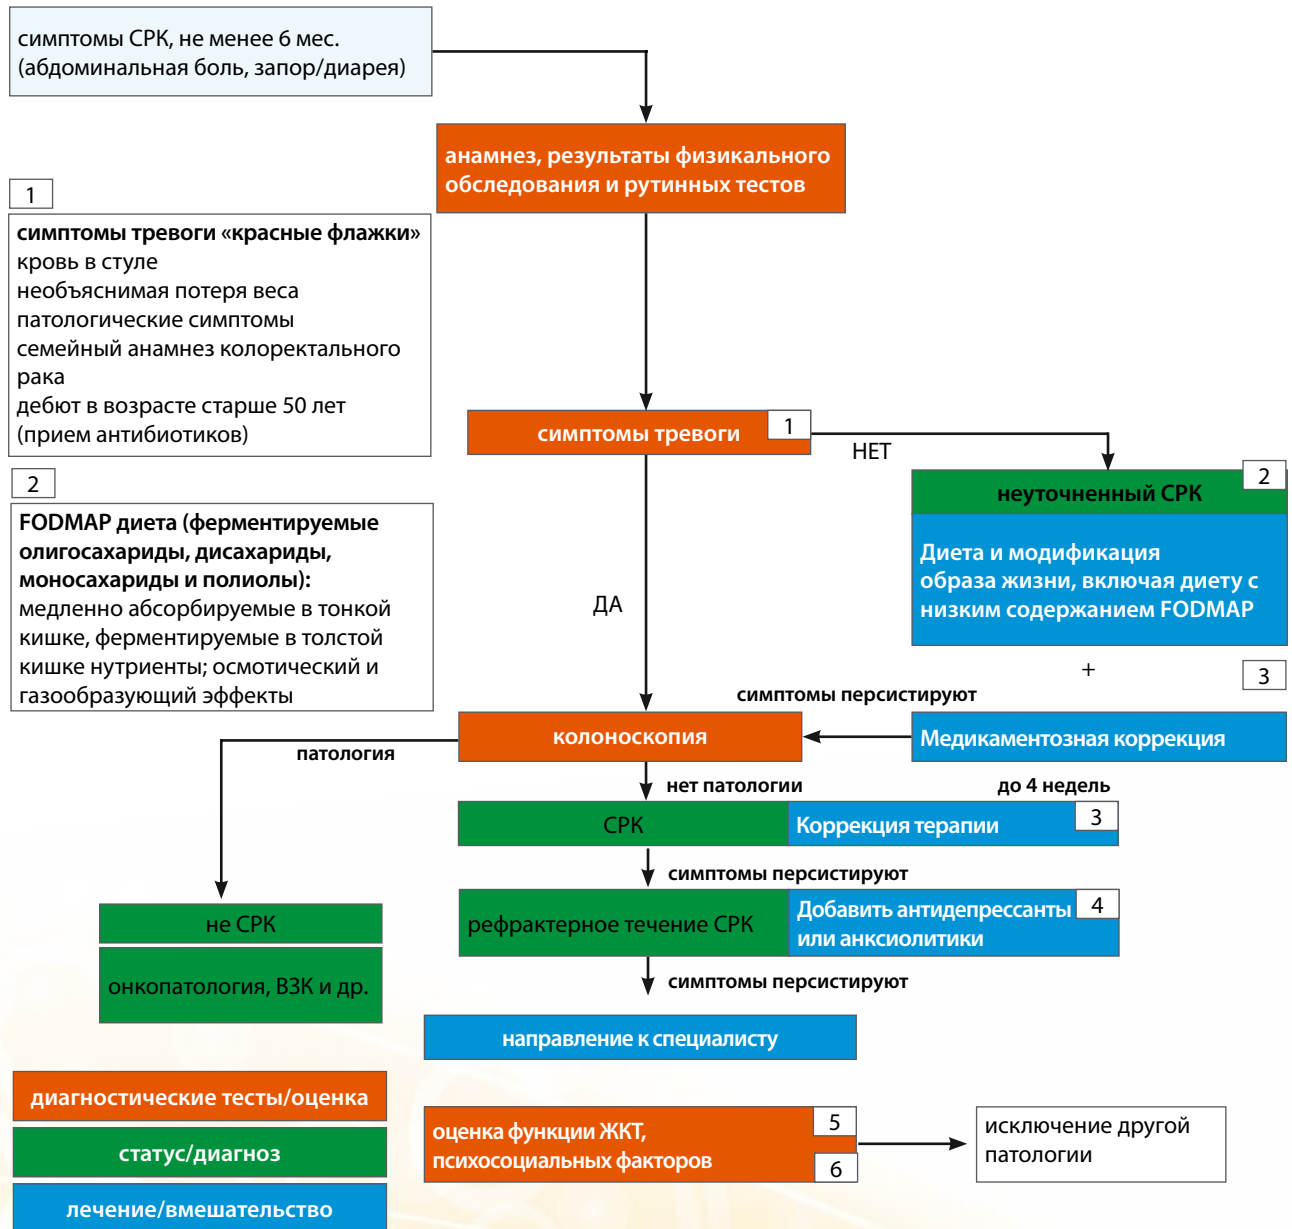 симптомы СРК, не менее 6 мес.
(абдоминальная боль, запор/диарея)
анамнез, результаты физикального
обследования и рутинных тестов
1
симптомы тревоги «красные флажки»
кровь в стуле
необъяснимая потеря веса
патологические симптомы
семейный анамнез колоректального
рака
дебют в возрасте старше 50 лет
(прием антибиотиков)
симптомы тревоги
1
НЕТ
2
FODMAP диета (ферментируемые
олигосахариды, дисахариды,
моносахариды и полиолы):
медленно абсорбируемые в тонкой
кишке, ферментируемые в толстой
кишке нутриенты; осмотический и
газообразующий эффекты
неуточненный СРК
2
Диета и модификация
образа жизни, включая диету с
низким содержанием FODMAP
ДА
+
3
симптомы персистируют
колоноскопия
Медикаментозная коррекция
патология
нет патологии
до 4 недель
СРК
Коррекция терапии
3
симптомы персистируют
рефрактерное течение СРК
Добавить антидепрессанты
или анксиолитики
4
не СРК
онкопатология, ВЗК и др.
симптомы персистируют
направление к специалисту
диагностические тесты/оценка
статус/диагноз
лечение/вмешательство
оценка функции ЖКТ,
психосоциальных факторов
5
6
исключение другой
патологии